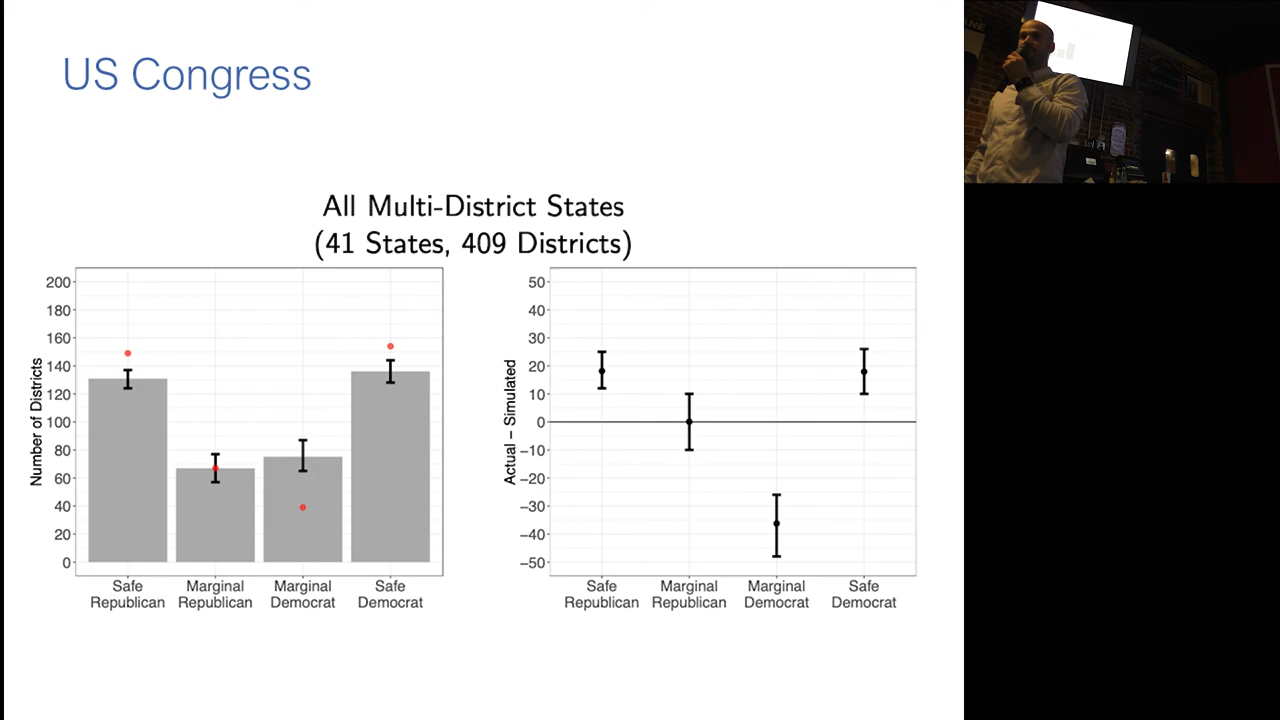 US Congress
All Multi-District States
(41 States, 409 Districts)
Number of Districts
200
180
160
140
120
100
80
60
40
20
0
Safe
Republican
Marginal
Republican
Marginal
Democrat
Safe
Democrat
Actual − Simulated
50
40
30
20
10
0
−10
−20
−30
−40
−50
Safe
Republican
Marginal
Republican
Marginal
Democrat
Safe
Democrat